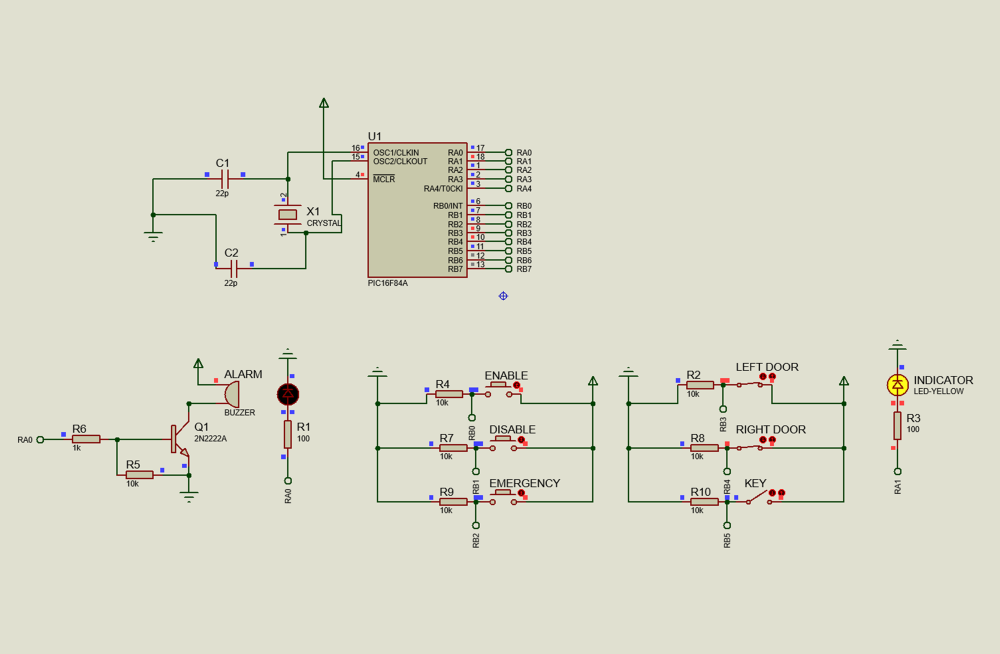 U1
16
OSC1/CLKIN
RA0
17
RA0
15
OSC2/CLKOUT
RA1
18
RA1
RA2
1
RA2
4
MCLR
RA3
2
RA3
RA4/T0CKI
3
RA4
RB0/INT
6
RB0
RB1
7
RB1
RB2
8
RB2
RB3
9
RB3
RB4
10
RB4
RB5
11
RB5
RB6
12
RB6
RB7
13
RB7
PIC16F84A
C1
22p
2
X1
CRYSTAL
1
C2
22p
ALARM
BUZZER
RA0
R6
1k
Q1
2N2222A
R5
10k
R1
100
RA0
R4
10k
ENABLE
RB0
R7
10k
DISABLE
RB1
R9
10k
EMERGENCY
RB2
R2
10k
LEFT DOOR
RB3
R8
10k
RIGHT DOOR
RB4
R10
10k
KEY
RB5
INDICATOR
LED-YELLOW
R3
100
RA1